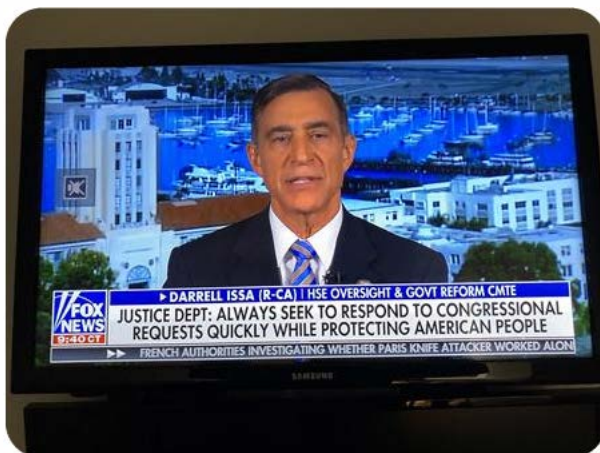 ▶ DARRELL ISSA (R-CA) | HSE OVERSIGHT & GOVT REFORM CMTE
FOX
NEWS
9:40 CT
JUSTICE DEPT: ALWAYS SEEK TO RESPOND TO CONGRESSIONAL
REQUESTS QUICKLY WHILE PROTECTING AMERICAN PEOPLE
▶▶ FRENCH AUTHORITIES INVESTIGATING WHETHER PARIS KNIFE ATTACKER WORKED ALON
SAMSUNG